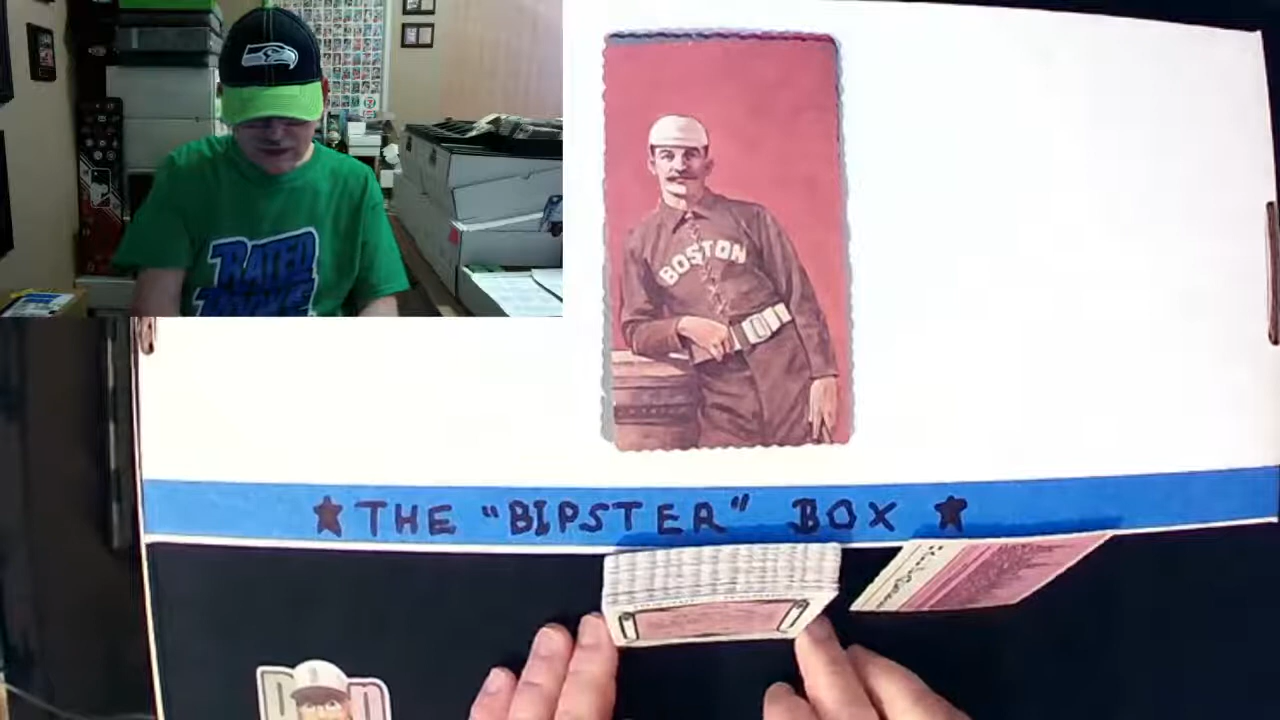 RATED
BOSTON
★ THE "BIPSTER" BOX ★